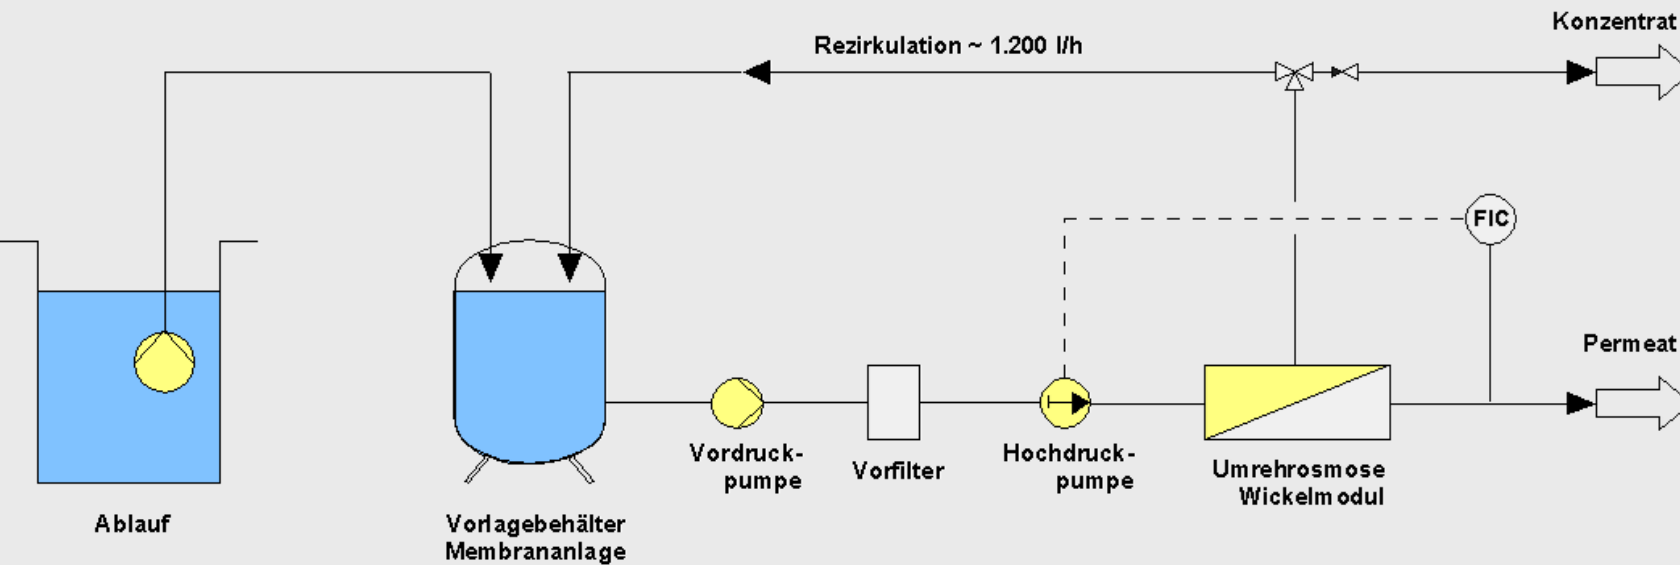 Konzentrat
Rezirkulation ~ 1.200 l/h
FIC
Permeat
Vordruck-
pumpe
Vorfilter
Hochdruck-
pumpe
Umrehrosmose
Wickelmodul
Ablauf
Vorlagebehälter
Membrananlage